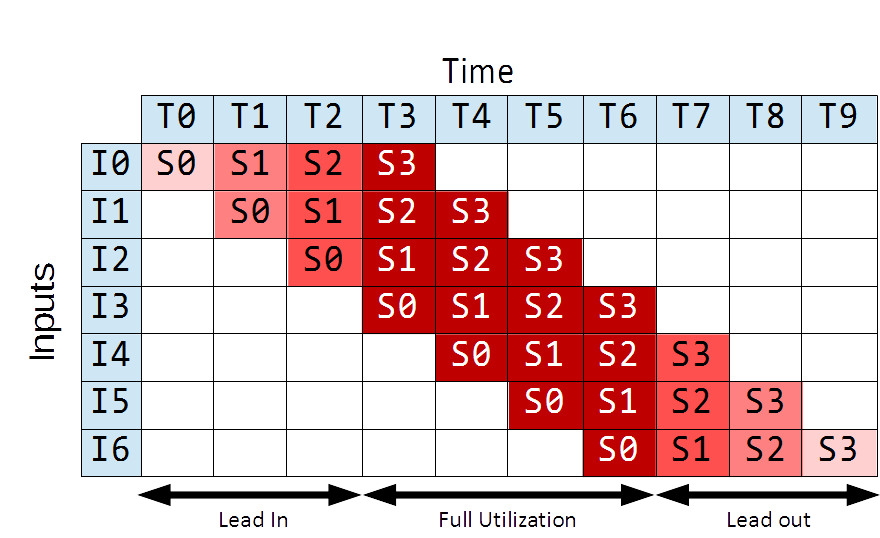 Time
T0 T1 T2 T3 T4 T5 T6 T7 T8 T9
I0 S0 S1 S2 S3
I1 S0 S1 S2 S3
I2 S0 S1 S2 S3
I3 S0 S1 S2 S3
I4 S0 S1 S2 S3
I5 S0 S1 S2 S3
I6 S0 S1 S2 S3
Inputs
Lead In Full Utilization Lead out